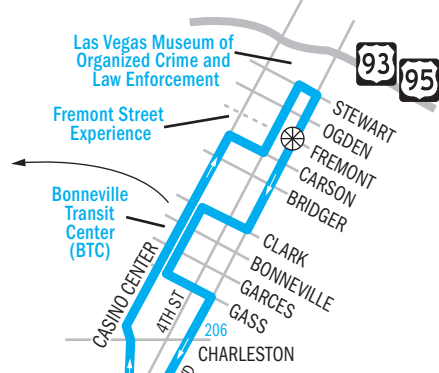 Las Vegas Museum of
Organized Crime and
Law Enforcement
93
95
Fremont Street
Experience
STEWART
OGDEN
FREMONT
CARSON
BRIDGER
Bonneville
Transit
Center
(BTC)
CLARK
BONNEVILLE
GARCES
GASS
CASINO CENTER
4TH ST
206
CHARLESTON